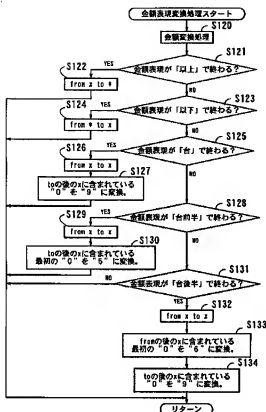 金額表現変換処理スタート
S120
金額変換処理
S121
金額表現が「以上」で終わる?
YES
S122
from x to *
NO
S123
金額表現が「以下」で終わる?
YES
S124
from * to x
NO
S125
金額表現が「台」で終わる?
YES
S126
from x to x
S127
toの後のxに含まれている
"0" を "9" に変換。
NO
S128
金額表現が「台前半」で終わる?
YES
S129
from x to x
S130
toの後のxに含まれている
最初の "0" を "5" に変換。
NO
S131
金額表現が「台後半」で終わる?
NO
YES
S132
from x to x
S133
fromの後のxに含まれている
最初の "0" を "6" に変換。
S134
toの後のxに含まれている
"0" を "9" に変換。
リターン